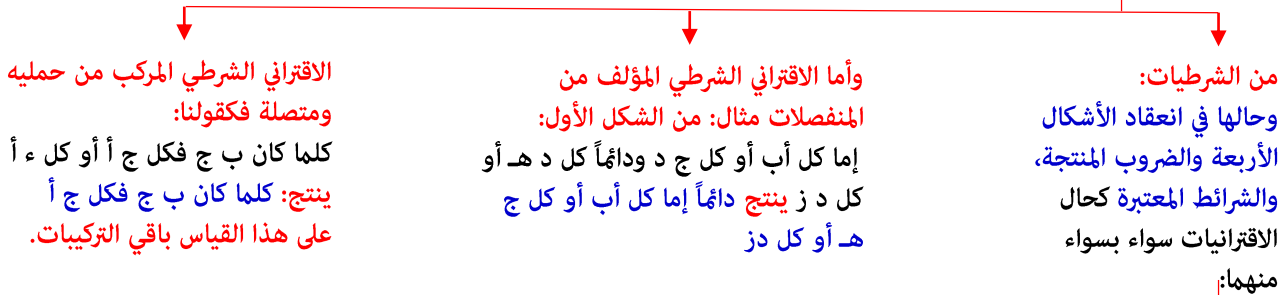 من الشرطيات:
وحالها في انعقاد الأشكال
الأربعة والضروب المنتجة،
والشرائط المعتبرة كحال
الاقترانيات سواء بسواء
منهما:
وأما الاقتراني الشرطي المؤلف من
المنفصلات مثال: من الشكل الأول:
إما كل أب أو كل ج د ودائماً كل د هـ أو
كل د ز ينتج دائماً إما كل أب أو كل ج
هـ أو كل دز
الاقتراني الشرطي المركب من حمليه
ومتصلة فكقولنا:
كلما كان ب ج فكل ج أ أو كل ء أ
ينتج: كلما كان ب ج فكل ج أ
على هذا القياس باقي التركيبات.